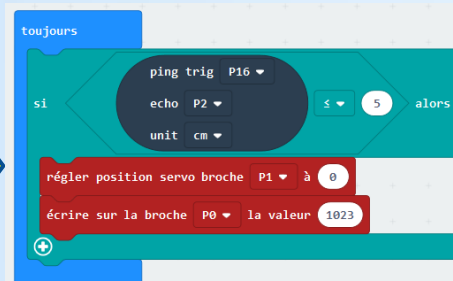 toujours
ping trig P16
echo P2
si ≤ 5 alors
unit cm
régler position servo broche P1 à 0
écrire sur la broche P0 la valeur 1023